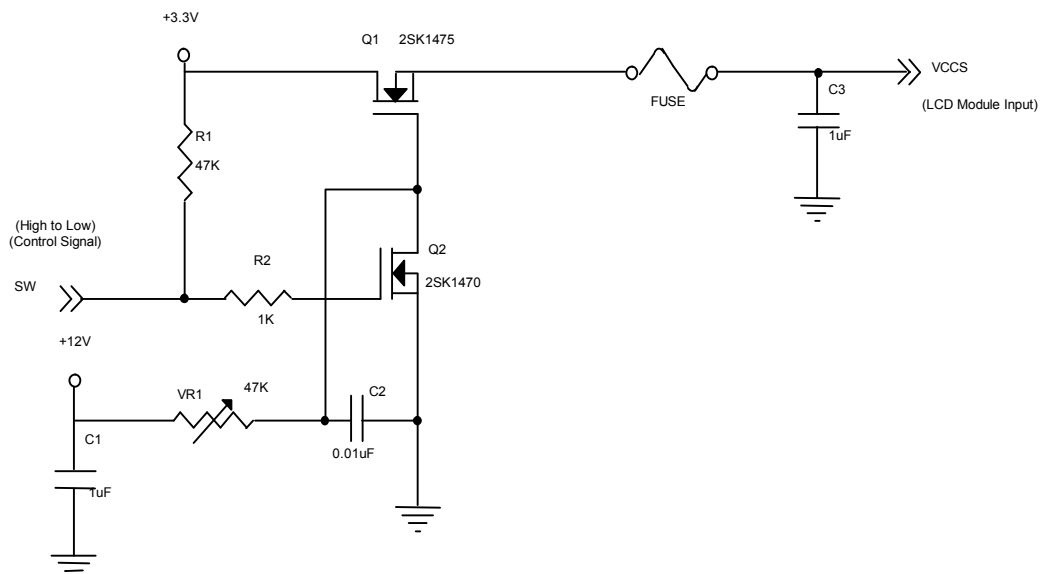 +3.3V
Q1 2SK1475
FUSE
VCCS
(LCD Module Input)
C3
1uF
R1
47K
(High to Low)
(Control Signal)
SW
R2
1K
Q2
2SK1470
+12V
VR1
47K
C1
1uF
C2
0.01uF